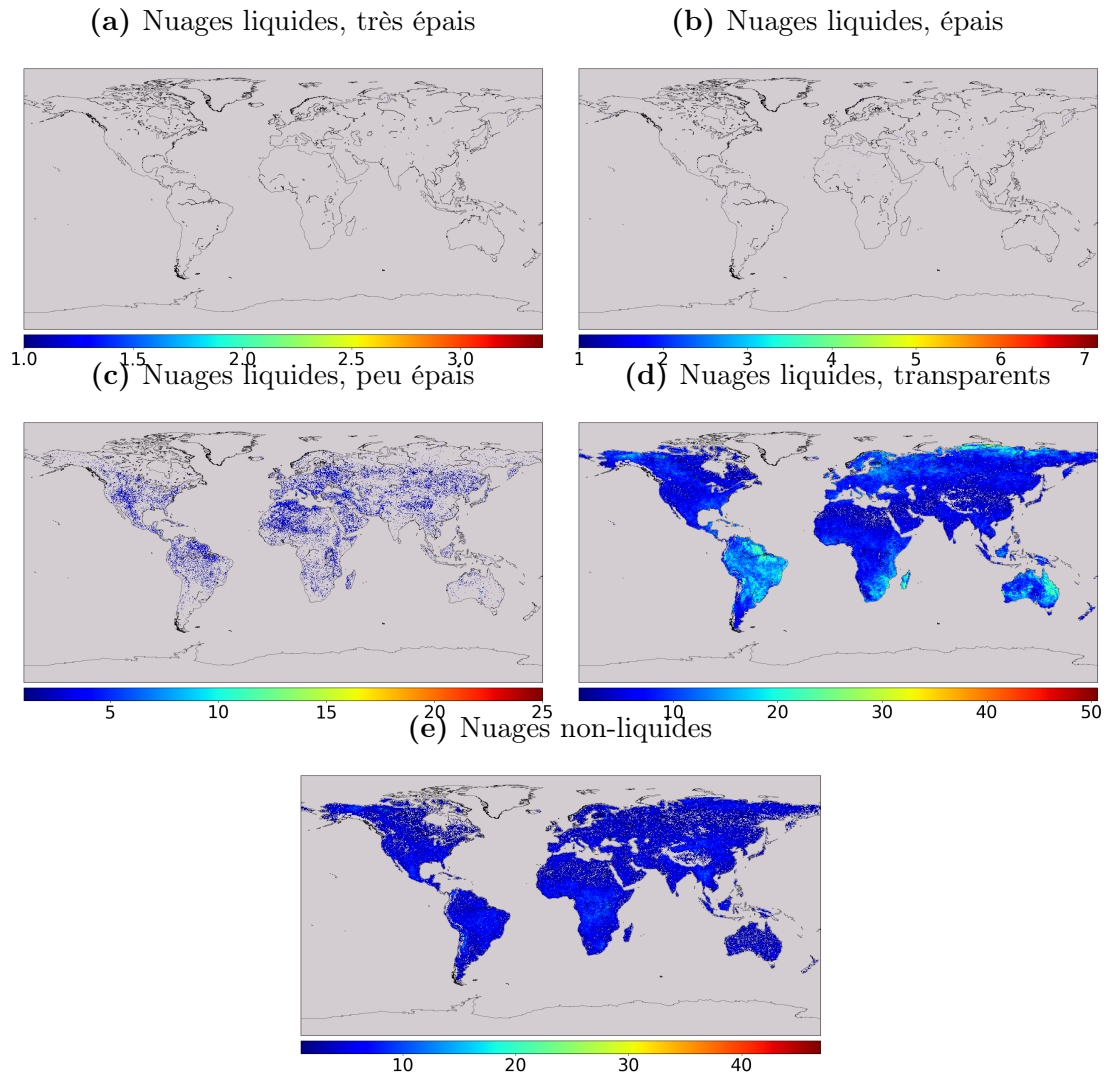 (a) Nuages liquides, très épais
(b) Nuages liquides, épais
1.0 1.5 2.0 2.5 3.0
1 2 3 4 5 6 7
(c) Nuages liquides, peu épais
(d) Nuages liquides, transparents
5 10 15 20 25
10 20 30 40 50
(e) Nuages non-liquides
10 20 30 40